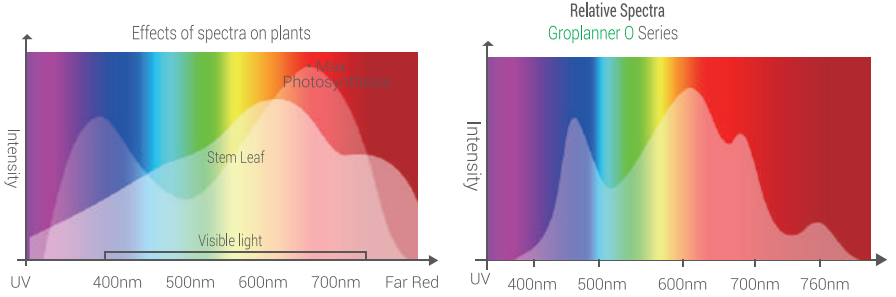 Effects of spectra on plants
Intensity
• Max
Photosynthesis
Stem Leaf
Visible light
UV 400nm 500nm 600nm 700nm Far Red
Relative Spectra
Groplanner O Series
Intensity
UV 400nm 500nm 600nm 700nm 760nm